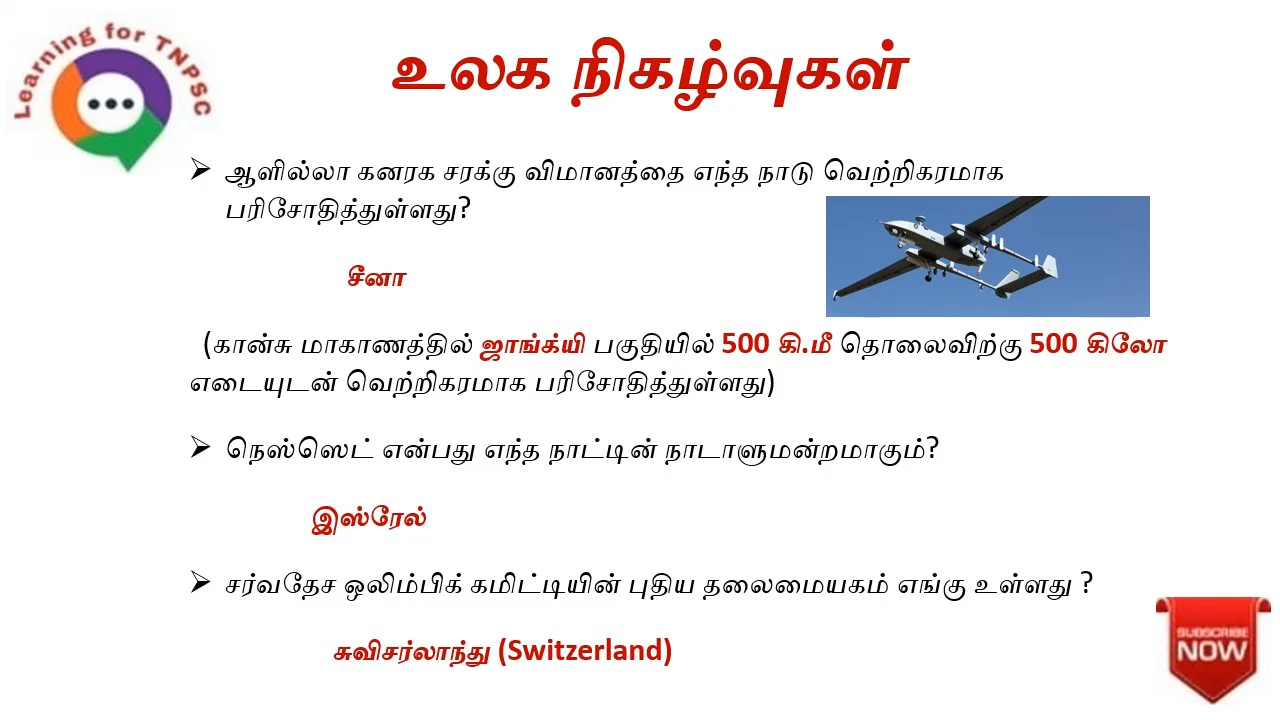 Learning for TNPSC
உலக நிகழ்வுகள்
➢ ஆளில்லா கனரக சரக்கு விமானத்தை எந்த நாடு வெற்றிகரமாக
பரிசோதித்துள்ளது?
சீனா
(கான்சு மாகாணத்தில் ஜாங்க்யி பகுதியில் 500 கி.மீ தொலைவிற்கு 500 கிலோ
எடையுடன் வெற்றிகரமாக பரிசோதித்துள்ளது)
➢ நெஸ்ஸெட் என்பது எந்த நாட்டின் நாடாளுமன்றமாகும்?
இஸ்ரேல்
➢ சர்வதேச ஒலிம்பிக் கமிட்டியின் புதிய தலைமையகம் எங்கு உள்ளது ?
சுவிசர்லாந்து (Switzerland)
SUBSCRIBE
NOW